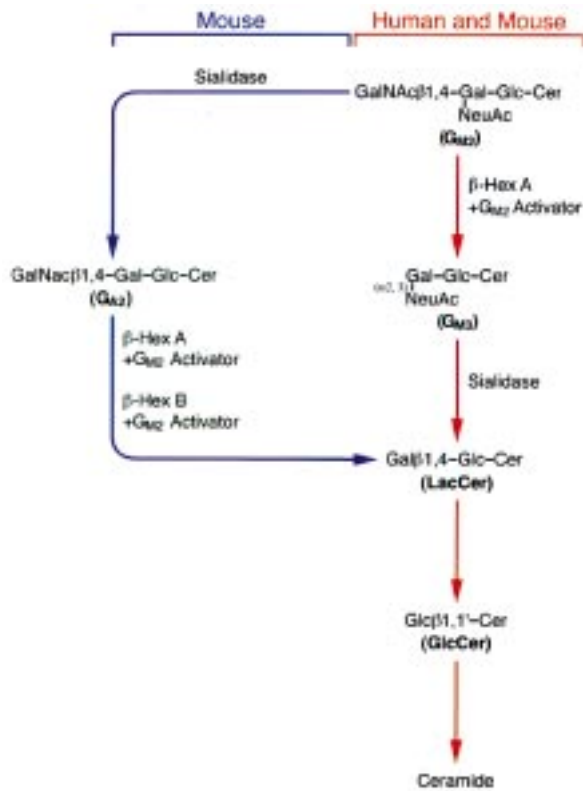 Mouse
Human and Mouse
Sialidase
GalNAcβ1,4–Gal–Glc–Cer
NeuAc
(GM2)
β-Hex A
+GM2 Activator
GalNacβ1,4–Gal–Glc–Cer
(GA2)
Gal–Glc–Cer
(α2, 3)
NeuAc
(GM3)
β-Hex A
+GM2 Activator
Sialidase
β-Hex B
+GM2 Activator
Galβ1,4–Glc–Cer
(LacCer)
Glcβ1,1'–Cer
(GlcCer)
Ceramide